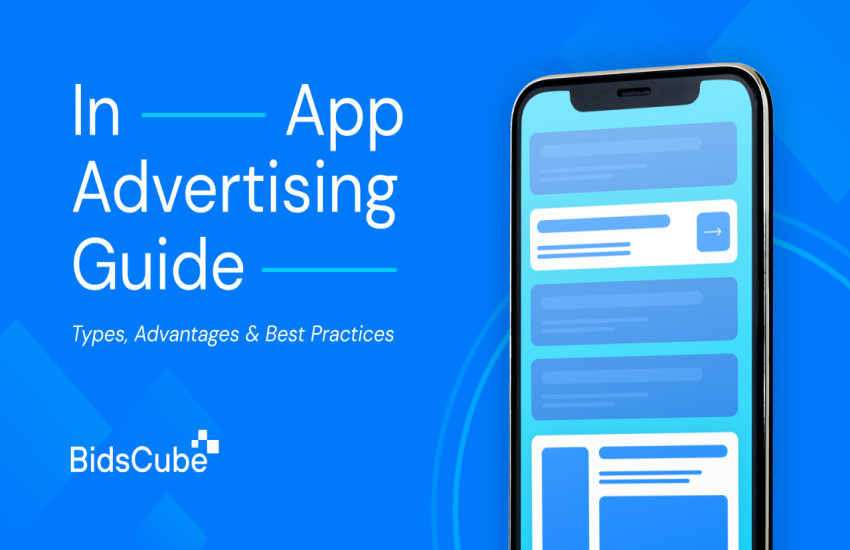 In App
Advertising
Guide
Types, Advantages & Best Practices
BidsCube